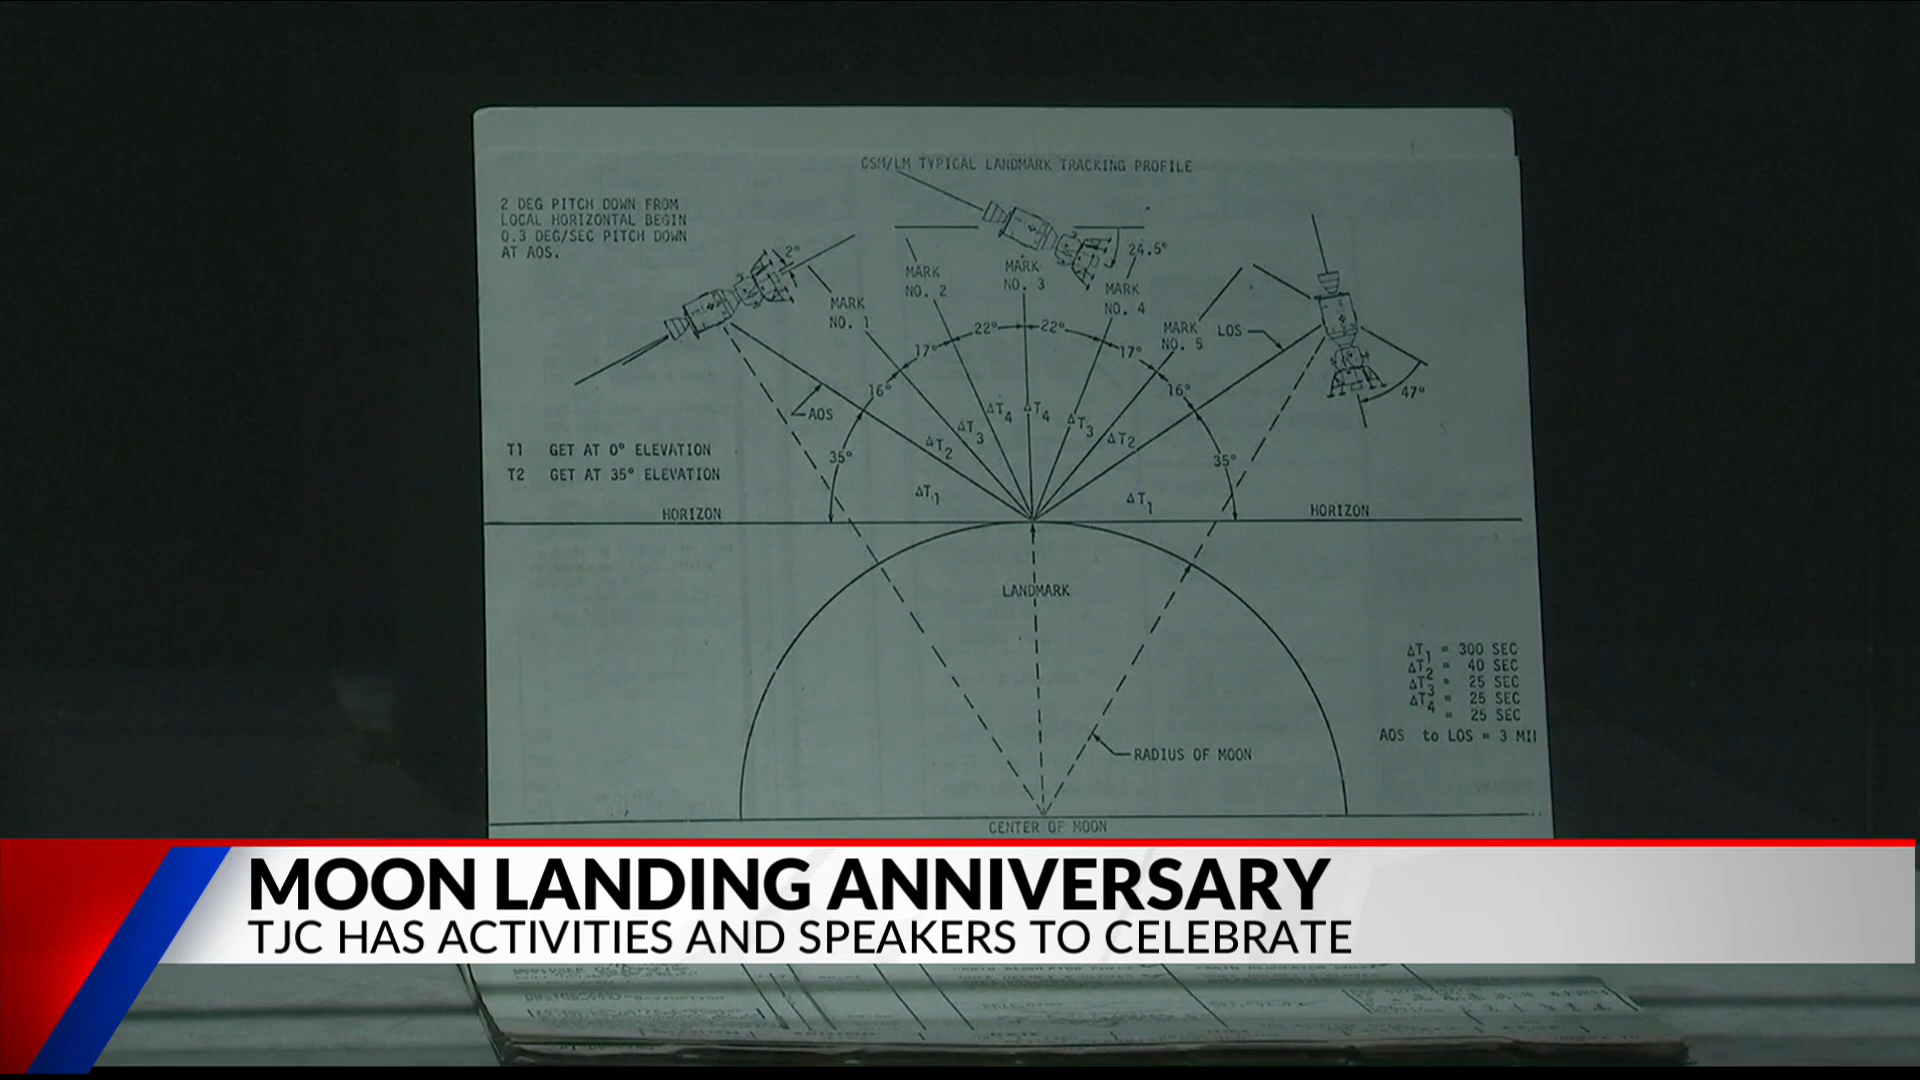 CSM/LM TYPICAL LANDMARK TRACKING PROFILE
2 DEG PITCH DOWN FROM
LOCAL HORIZONTAL BEGIN
0.3 DEG/SEC PITCH DOWN
AT AOS.
2°
24.5°
MARK
NO. 1
MARK
NO. 2
MARK
NO. 3
MARK
NO. 4
MARK
NO. 5
LOS
47°
22° 22°
17° 17°
16° 16°
AOS
ΔT4 ΔT4
ΔT3 ΔT3
ΔT2 ΔT2
35° 35°
T1 GET AT 0° ELEVATION
T2 GET AT 35° ELEVATION
ΔT1 ΔT1
HORIZON HORIZON
LANDMARK
ΔT1 = 300 SEC
ΔT2 = 40 SEC
ΔT3 = 25 SEC
ΔT4 = 25 SEC
= 25 SEC
AOS to LOS = 3 MI
RADIUS OF MOON
CENTER OF MOON
MOON LANDING ANNIVERSARY
TJC HAS ACTIVITIES AND SPEAKERS TO CELEBRATE